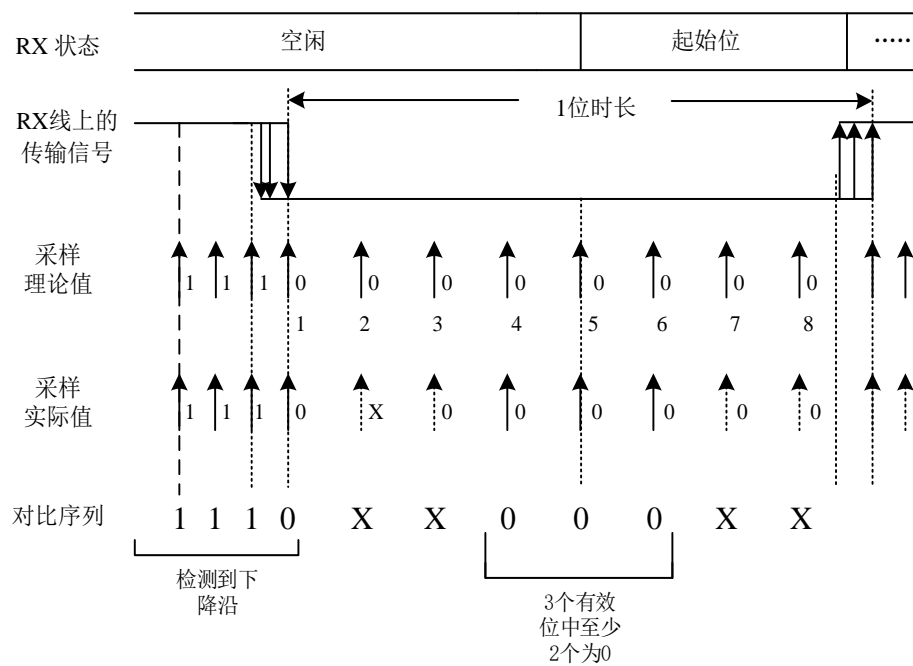 RX 状态
空闲
起始位
……
RX线上的
传输信号
1位时长
采样
理论值
1 1 1 0 0 0 0 0 0 0 0
1 2 3 4 5 6 7 8
采样
实际值
1 1 1 0 X 0 0 0 0 0 0
对比序列
1 1 1 0 X X 0 0 0 X X
检测到下
降沿
3个有效
位中至少
2个为0